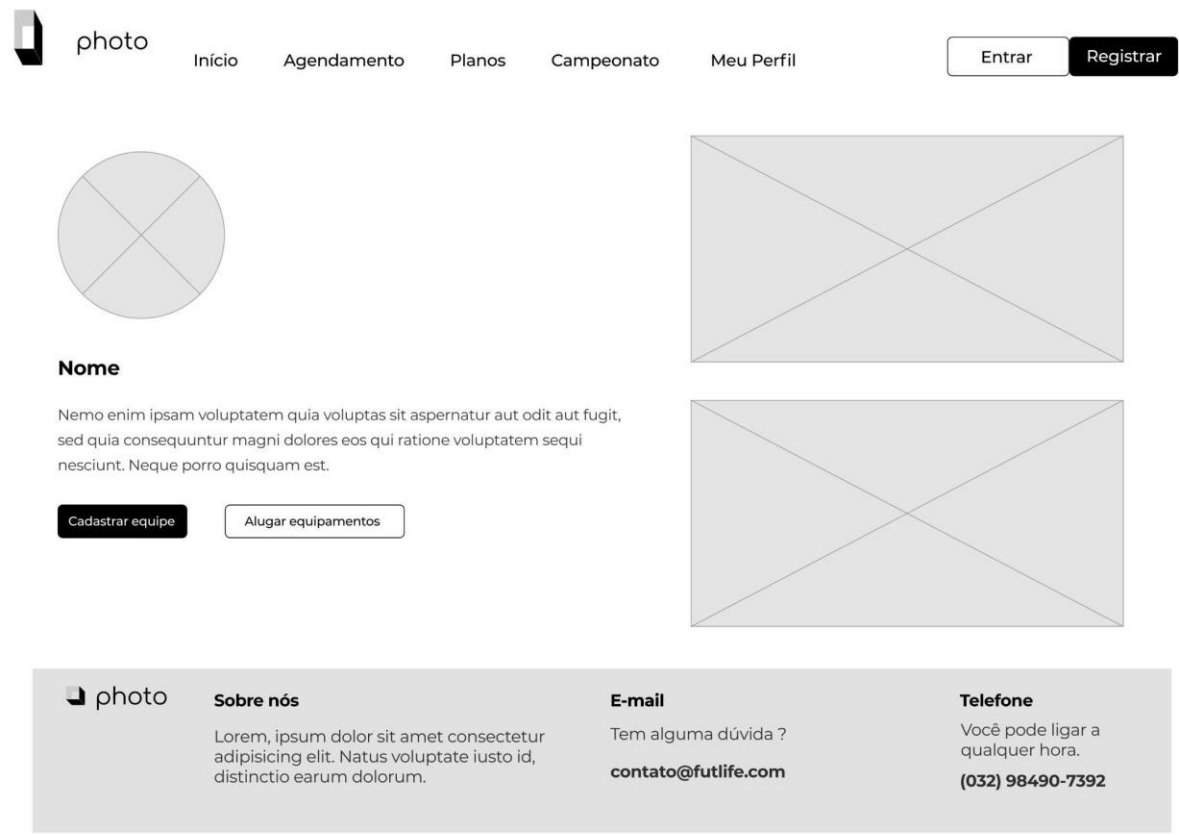 photo
Início
Agendamento
Planos
Campeonato
Meu Perfil
Entrar
Registrar
Nome
Nemo enim ipsam voluptatem quia voluptas sit aspernatur aut odit aut fugit,
sed quia consequuntur magni dolores eos qui ratione voluptatem sequi
nesciunt. Neque porro quisquam est.
Cadastrar equipe
Alugar equipamentos
photo
Sobre nós
Lorem, ipsum dolor sit amet consectetur
adipisicing elit. Natus voluptate iusto id,
distinctio earum dolorum.
E-mail
Tem alguma dúvida ?
contato@futlife.com
Telefone
Você pode ligar a
qualquer hora.
(032) 98490-7392